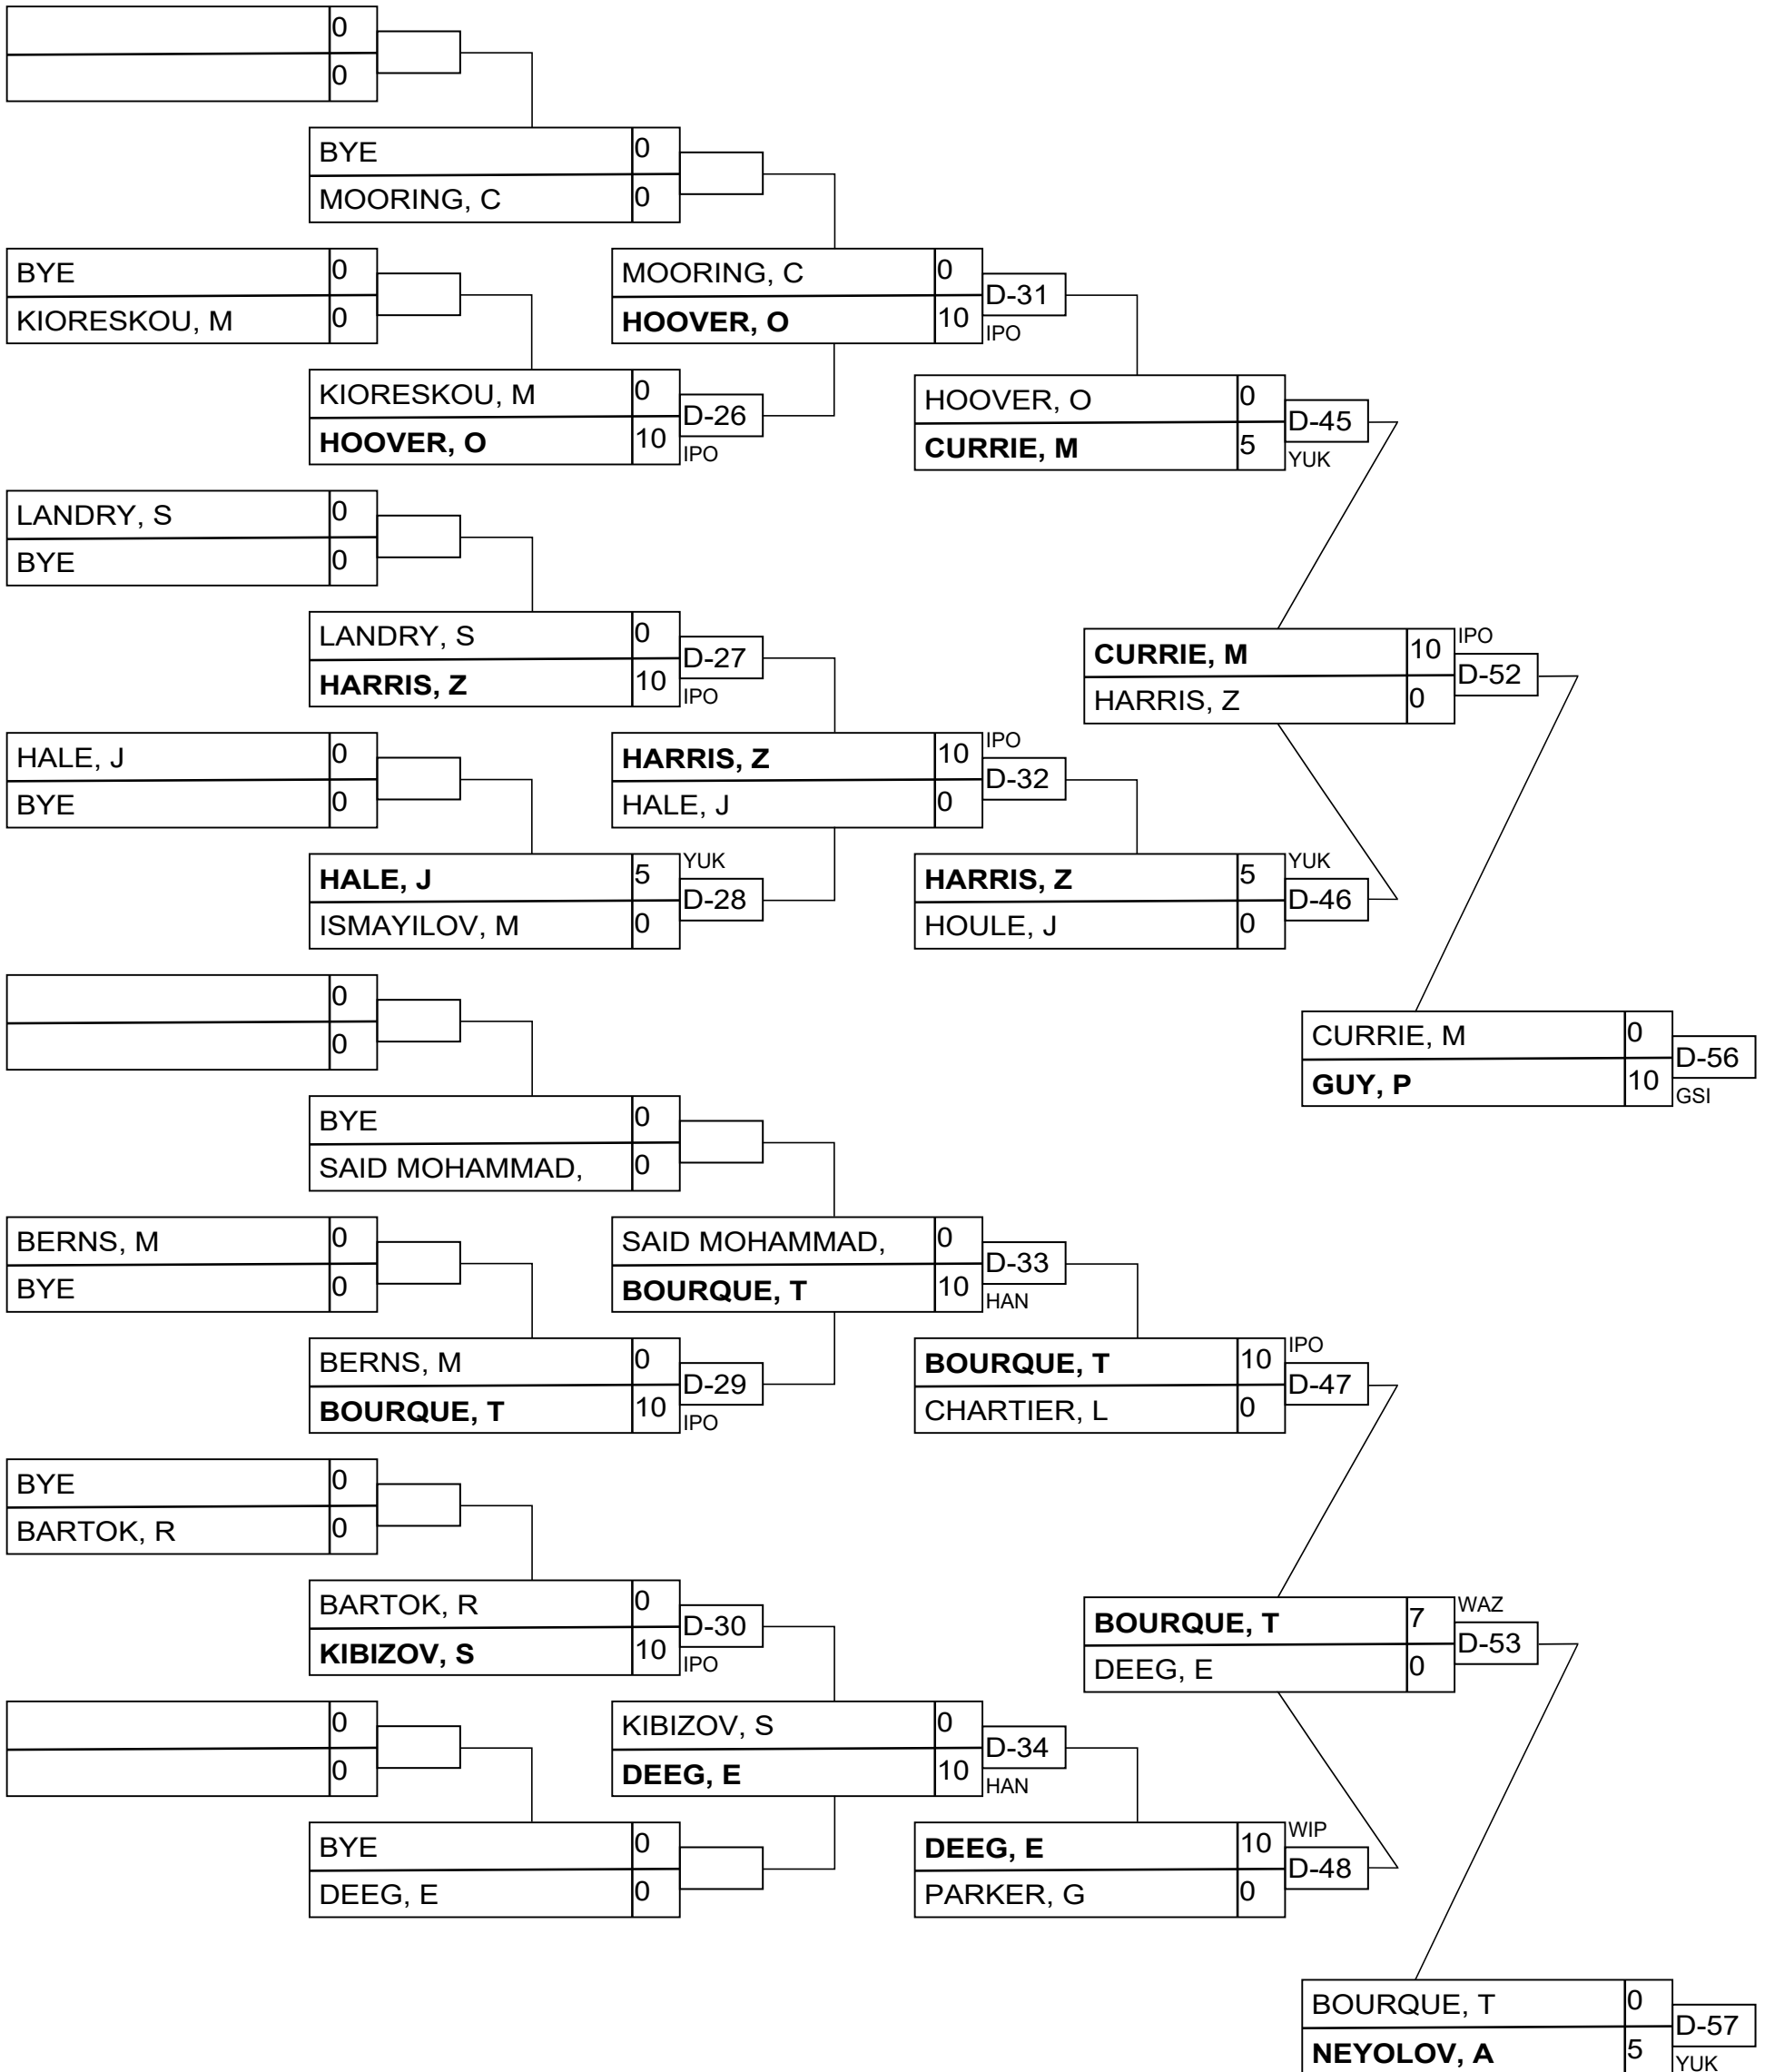 0
0
BYE 0
MOORING, C 0
BYE 0
KIORESKOU, M 0
MOORING, C 0
HOOVER, O 10
D-31
IPO
KIORESKOU, M 0
HOOVER, O 10
D-26
IPO
HOOVER, O 0
CURRIE, M 5
D-45
YUK
LANDRY, S 0
BYE 0
LANDRY, S 0
HARRIS, Z 10
D-27
IPO
CURRIE, M 10
HARRIS, Z 0
IPO
D-52
HALE, J 0
BYE 0
HARRIS, Z 10
HALE, J 0
IPO
D-32
HALE, J 5
ISMAYILOV, M 0
YUK
D-28
HARRIS, Z 5
HOULE, J 0
YUK
D-46
0
0
CURRIE, M 0
GUY, P 10
D-56
GSI
BYE 0
SAID MOHAMMAD, 0
BERNS, M 0
BYE 0
SAID MOHAMMAD, 0
BOURQUE, T 10
D-33
HAN
BERNS, M 0
BOURQUE, T 10
D-29
IPO
BOURQUE, T 10
CHARTIER, L 0
IPO
D-47
BYE 0
BARTOK, R 0
BARTOK, R 0
KIBIZOV, S 10
D-30
IPO
BOURQUE, T 7
DEEG, E 0
WAZ
D-53
0
0
KIBIZOV, S 0
DEEG, E 10
D-34
HAN
BYE 0
DEEG, E 0
DEEG, E 10
PARKER, G 0
WIP
D-48
BOURQUE, T 0
NEYOLOV, A 5
D-57
YUK